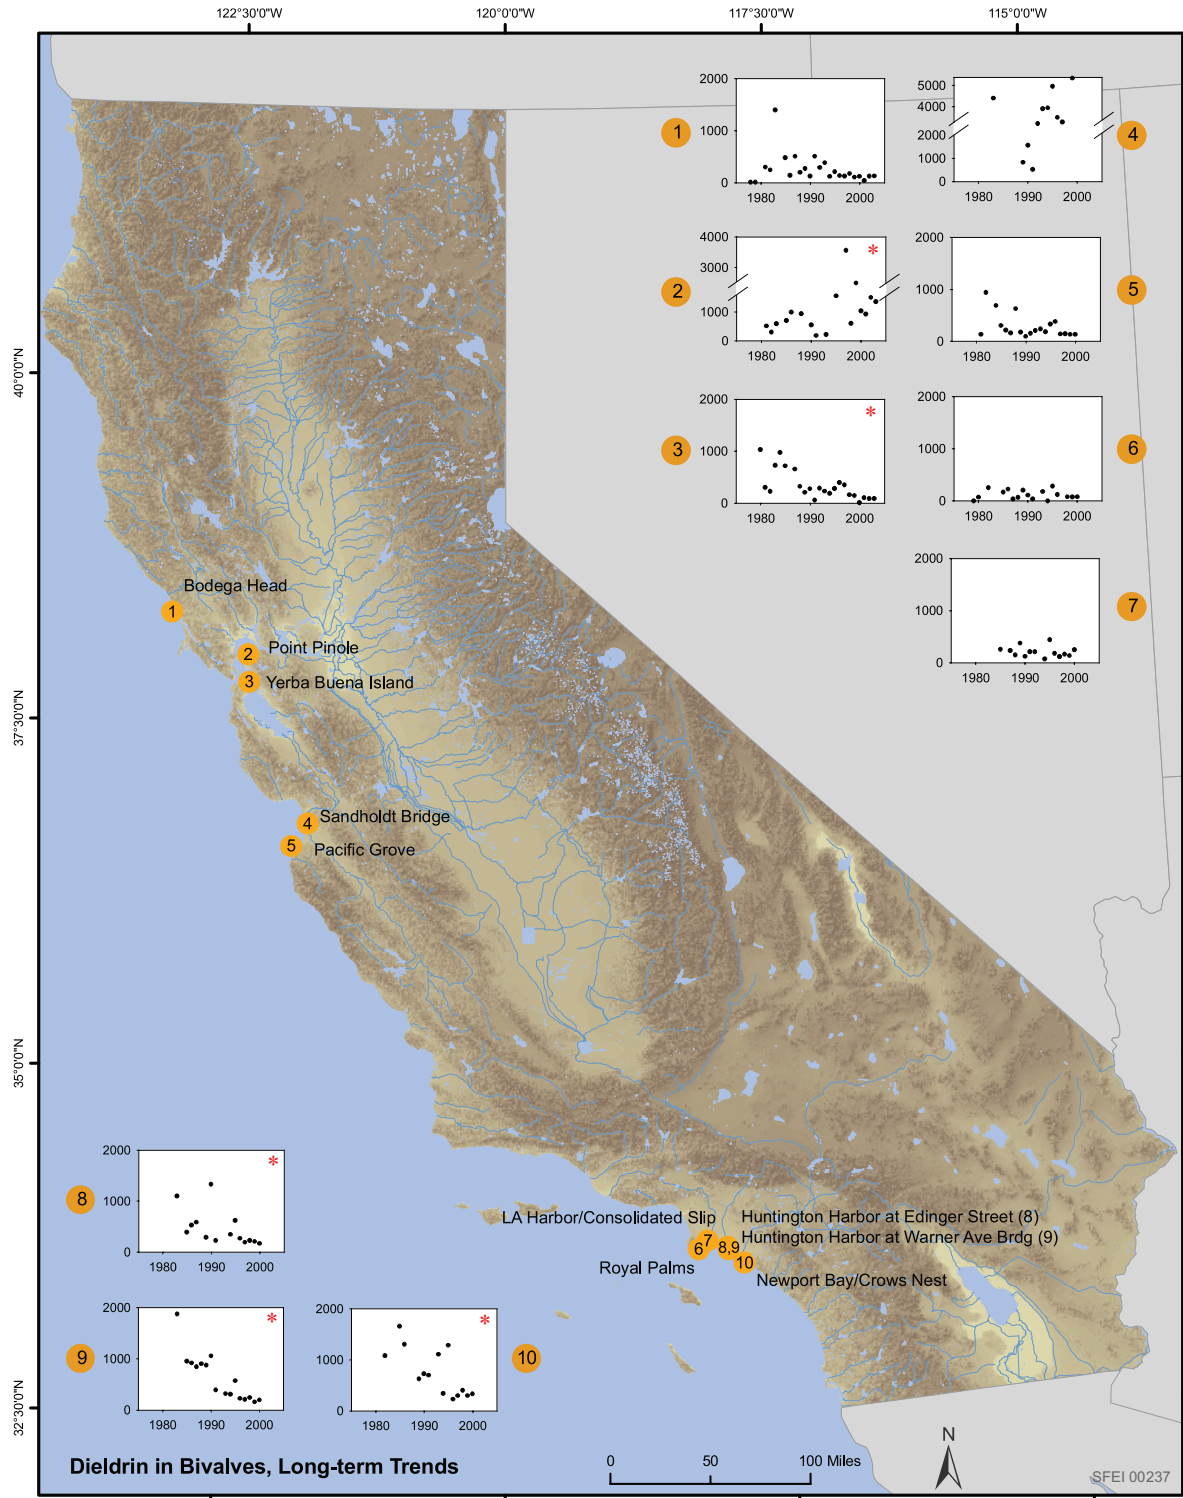 122°30'0"W 120°0'0"W 117°30'0"W 115°0'0"W
40°0'0"N
37°30'0"N
35°0'0"N
32°30'0"N
1
2000
1000
0
1980 1990 2000
4
5000
4000
2000
1000
0
1980 1990 2000
2
4000
3000
1000
0
*
1980 1990 2000
5
2000
1000
0
1980 1990 2000
3
2000
1000
0
*
1980 1990 2000
6
2000
1000
0
1980 1990 2000
7
2000
1000
0
1980 1990 2000
Bodega Head
1
2 Point Pinole
3 Yerba Buena Island
4 Sandholdt Bridge
5 Pacific Grove
8
2000
1000
0
*
1980 1990 2000
9
2000
1000
0
*
1980 1990 2000
10
2000
1000
0
*
1980 1990 2000
LA Harbor/Consolidated Slip
Huntington Harbor at Edinger Street (8)
Huntington Harbor at Warner Ave Brdg (9)
7
6
8,9
10
Royal Palms
Newport Bay/Crows Nest
Dieldrin in Bivalves, Long-term Trends
0 50 100 Miles
N
SFEI 00237